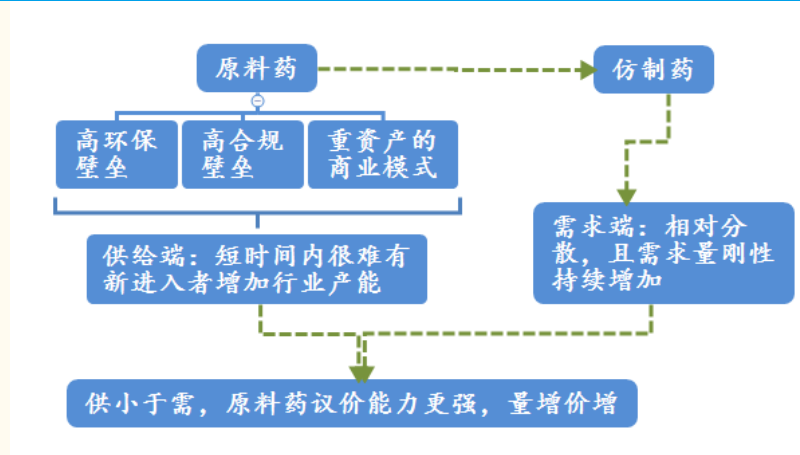 原料药
仿制药
高环保
壁垒
高合规
壁垒
重资产的
商业模式
供给端：短时间内很难有
新进入者增加行业产能
需求端：相对分
散，且需求量刚性
持续增加
供小于需，原料药议价能力更强，量增价增